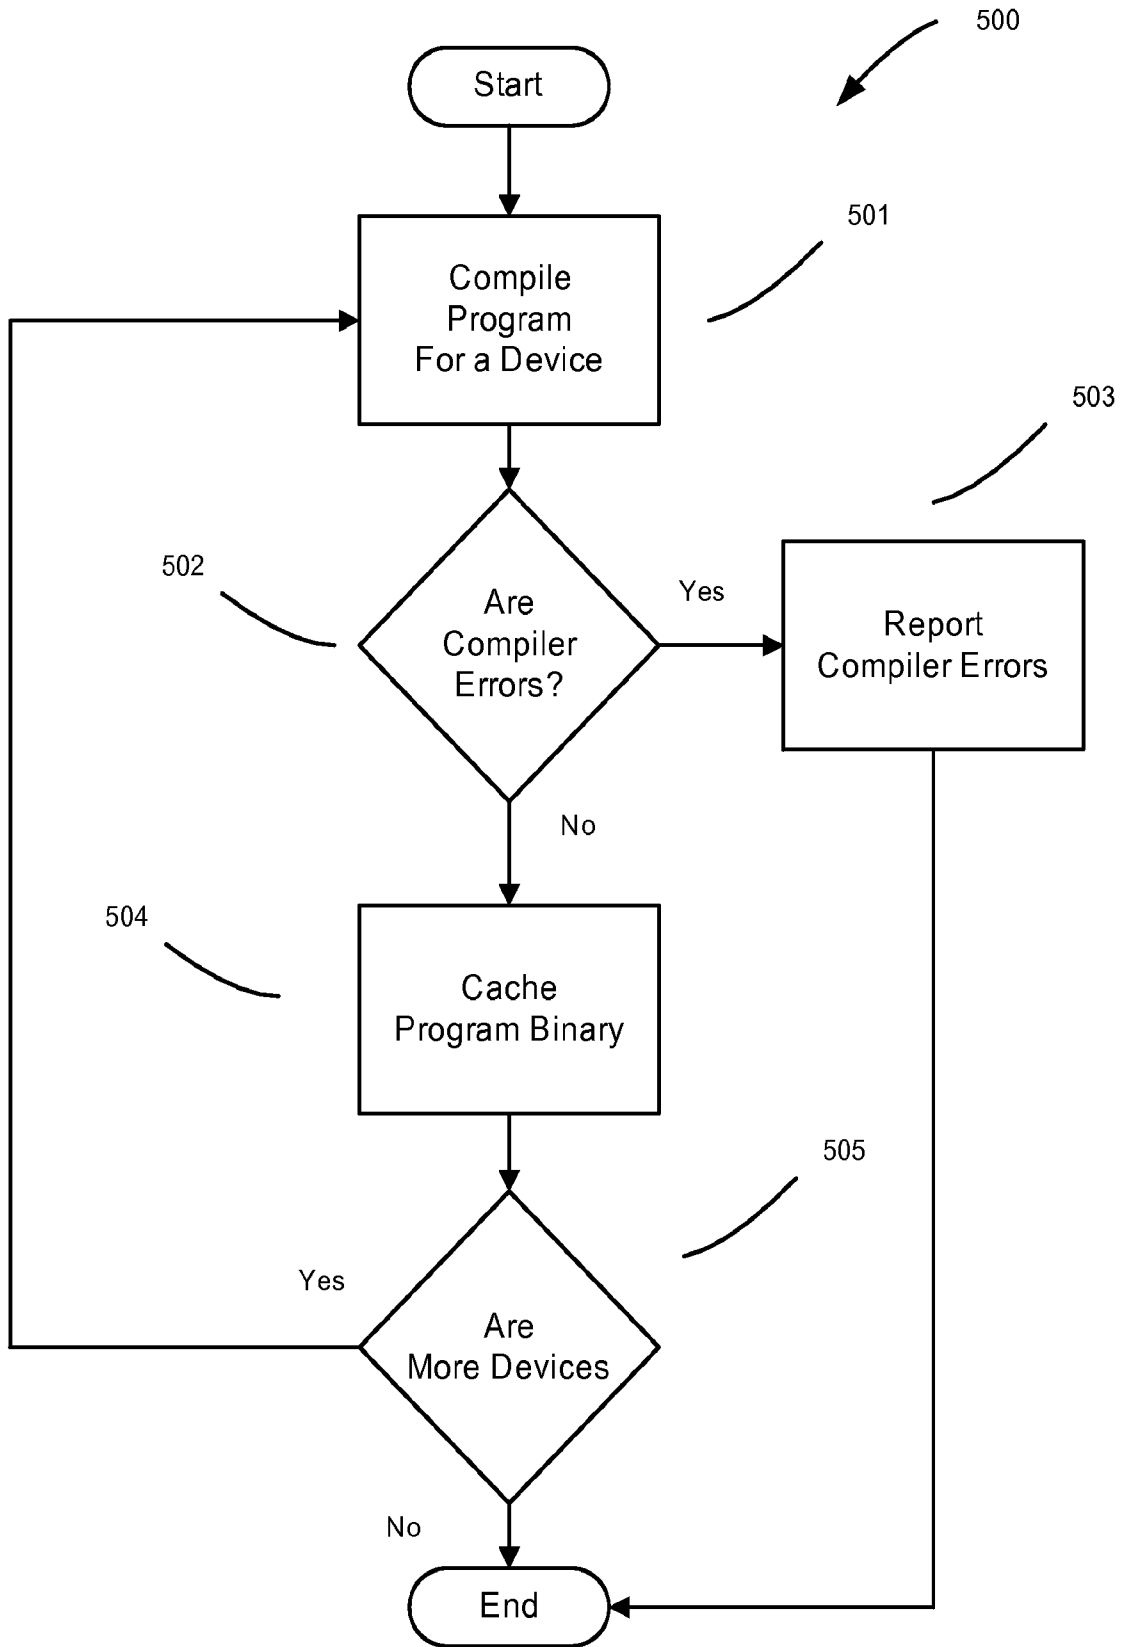 500
Start
501
Compile
Program
For a Device
503
502
Are
Compiler
Errors?
Yes
Report
Compiler Errors
No
504
Cache
Program Binary
505
Yes
Are
More Devices
No
End